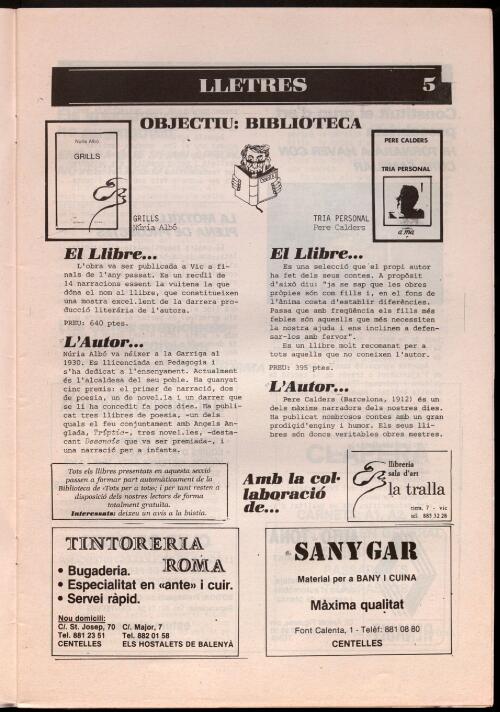 LLETRES 5
OBJECTIU: BIBLIOTECA
Núria Albó
GRILLS
GRILLS
Núria Albó
PERE CALDERS
TRIA PERSONAL
TRIA PERSONAL
Pere Calders
El Llibre...
L'obra va ser publicada a Vic a fi-
nals de l'any passat. Es un recull de
14 narracions essent la vuitena la que
dóna el nom al llibre, que constitueixen
una mostra excel.lent de la darrera pro-
ducció literària de l'autora.
PREU: 640 ptes.
L'Autor...
Núria Albó va néixer a la Garriga al
1930. Es llicenciada en Pedagogia i
s'ha dedicat a l'ensenyament. Actualment
és l'alcaldesa del seu poble. Ha guanyat
cinc premis: el primer de narració, dos
de poesia, un de novel.la i un darrer que
se li ha concedit fa pocs dies. Ha publi-
cat tres llibres de poesia, -un dels
quals el feu conjuntament amb Angels An-
glada, Tríptic-, tres novel.les, -desta-
cant Desencís que va ser premiada-, i
una narració per a infants.
El Llibre...
Es una selecció que el propi autor
ha fet dels seus contes. A propòsit
d'això diu: "ja se sap que les obres
pròpies són com fills i, en el fons de
l'ànima costa d'establir diferències.
Passa que amb freqüència els fills més
febles són aquells que més necessiten
la nostra ajuda i ens inclinem a defen-
sar-los amb fervor".
Es un llibre molt recomanat per a
tots aquells que no coneixen l'autor.
PREU: 395 ptes.
L'Autor...
Pere Calders (Barcelona, 1912) és un
dels màxims narradors dels nostres dies.
Ha publicat nombrosos contes amb un gran
prodigi d'enginy i humor. Els seus lli-
bres són doncs veritables obres mestres.
Tots els llibres presentats en aquesta secció
passen a formar part automàticament de la
Biblioteca de «Tots per a tots»; i per tant resten a
disposició dels nostres lectors de forma
totalment gratuïta.
Interessats: deixeu un avís a la bústia.
Amb la col-
laboració
de...
llibreria
sala d'art
la tralla
riera, 7 - vic
tel. 885 32 28
TINTORERIA
ROMA
• Bugaderia.
• Especialitat en «ante» i cuir.
• Servei ràpid.
Nou domicili:
C/. St. Josep, 70 C/. Major, 7
Tel. 881 23 51 Tel. 882 01 58
CENTELLES ELS HOSTALETS DE BALENYÀ
SANYGAR
Material per a BANY I CUINA
Màxima qualitat
Font Calenta, 1 - Telèf: 881 08 80
CENTELLES